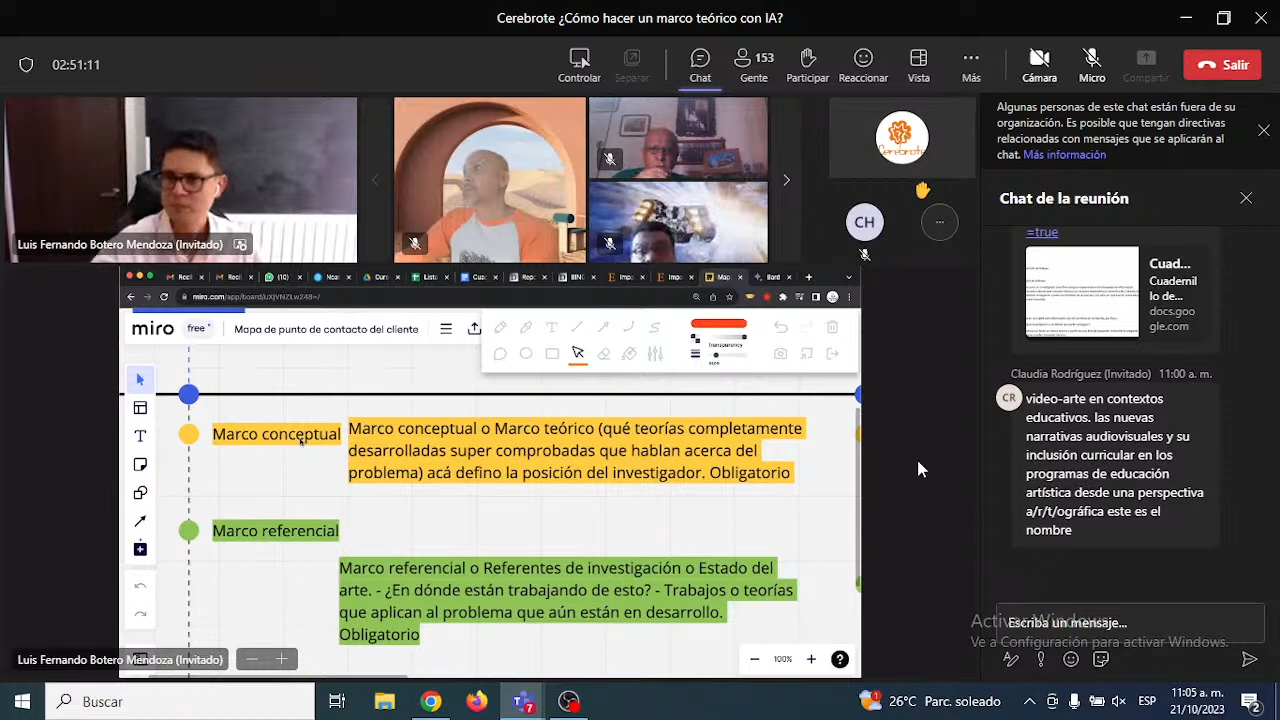 Cerebrote ¿Cómo hacer un marco teórico con IA?
02:51:11
Controlar
Separar
Chat
153
Gente
Participar
Reacciones
Vista
Más
Cámara
Micro
Compartir
Salir
Luis Fernando Botero Mendoza (Invitado)
Cerebrote
CH
Algunas personas de este chat están fuera de su
organización. Es posible que tengan directivas
relacionadas con mensajes que se aplicarán al
chat. Más información
Chat de la reunión
=true
Cuad...
Claudia Rodríguez (Invitado) 11:00 a. m.
CR
video-arte en contextos
educativos. las nuevas
narrativas audiovisuales y su
inclusión curricular en los
programas de educación
artística desde una perspectiva
a/r/t/ográfica este es el
nombre
Escriba un mensaje...
Activar Windows
Ve a Configuración para activar Windows.
miro.com/app/board/uXjVNZlLw248=/
miro
free
Mapa de punto de contacto del cliente
Transparency
size
Marco conceptual
Marco conceptual o Marco teórico (qué teorías completamente
desarrolladas super comprobadas que hablan acerca del
problema) acá defino la posición del investigador. Obligatorio
Marco referencial
Marco referencial o Referentes de investigación o Estado del
arte. - ¿En dónde están trabajando de esto? - Trabajos o teorías
que aplican al problema que aún están en desarrollo.
Obligatorio
100%
Luis Fernando Botero Mendoza (Invitado)
Buscar
26°C Parc. soleado
ESP
11:05 a. m.
21/10/2023